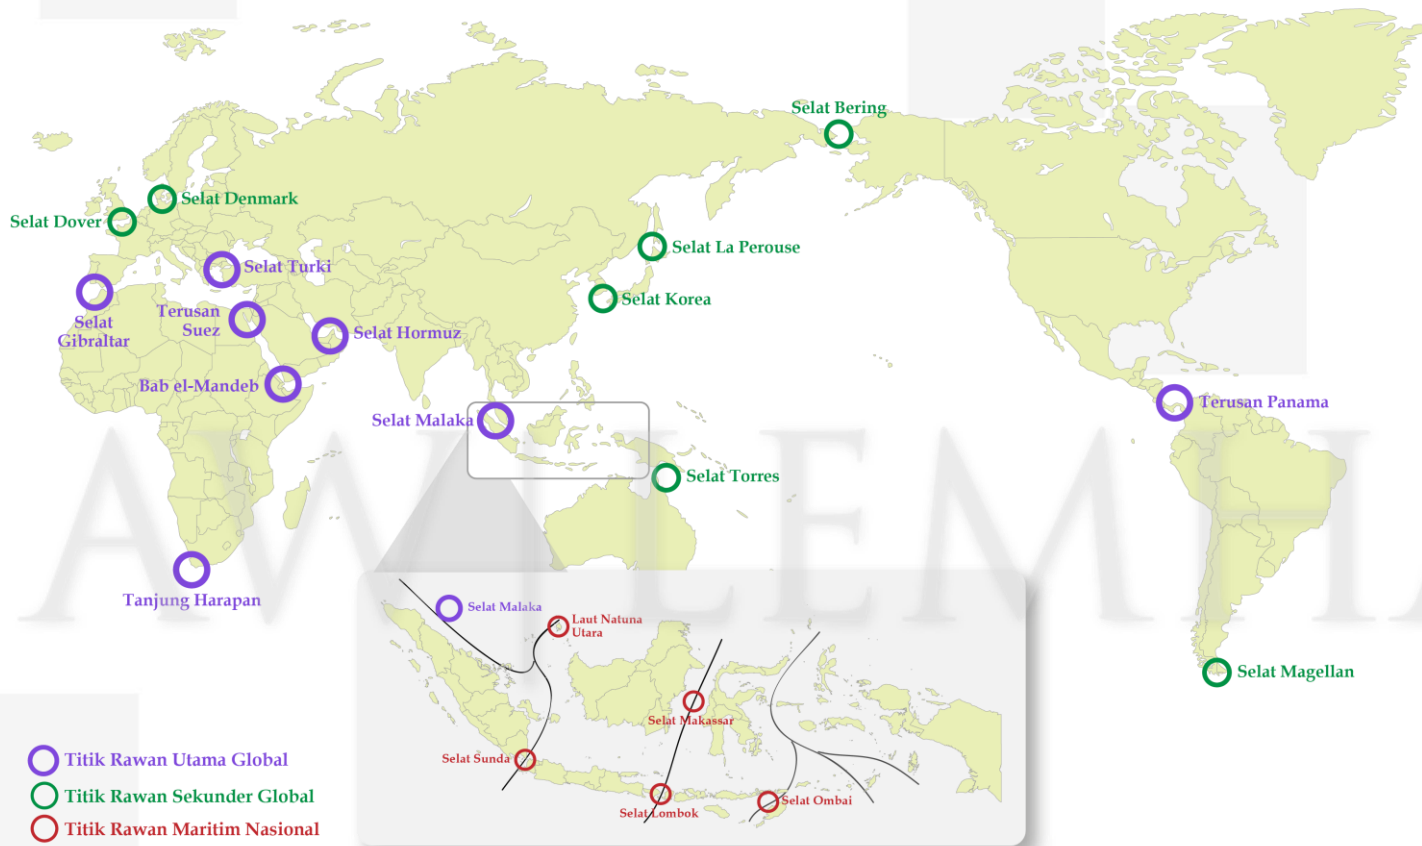 Selat Bering
Selat Denmark
Selat Dover
Selat La Perouse
Selat Turki
Selat Korea
Selat
Gibraltar
Terusan
Suez
Selat Hormuz
Bab el-Mandeb
Selat Malaka
Terusan Panama
Selat Torres
Tanjung Harapan
Selat Magellan
Selat Malaka
Laut Natuna
Utara
Selat Makassar
Selat Sunda
Selat Lombok
Selat Ombai
Titik Rawan Utama Global
Titik Rawan Sekunder Global
Titik Rawan Maritim Nasional